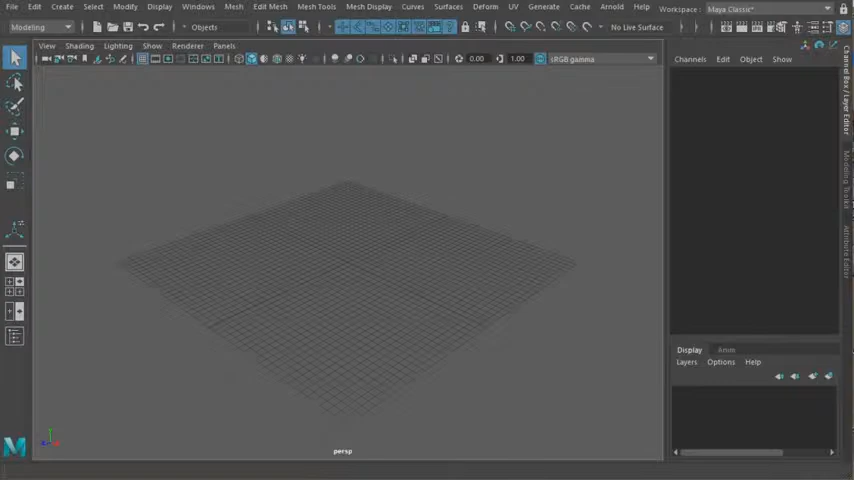 File Edit Create Select Modify Display Windows Mesh Edit Mesh Mesh Tools Mesh Display Curves Surfaces Deform UV Generate Cache Arnold Help Workspace: Maya Classic*
Modeling Objects No Live Surface
View Shading Lighting Show Renderer Panels
0.00 1.00 sRGB gamma
Channels Edit Object Show
Channel Box / Layer Editor
Modeling Toolkit
Attribute Editor
Display Anim
Layers Options Help
persp